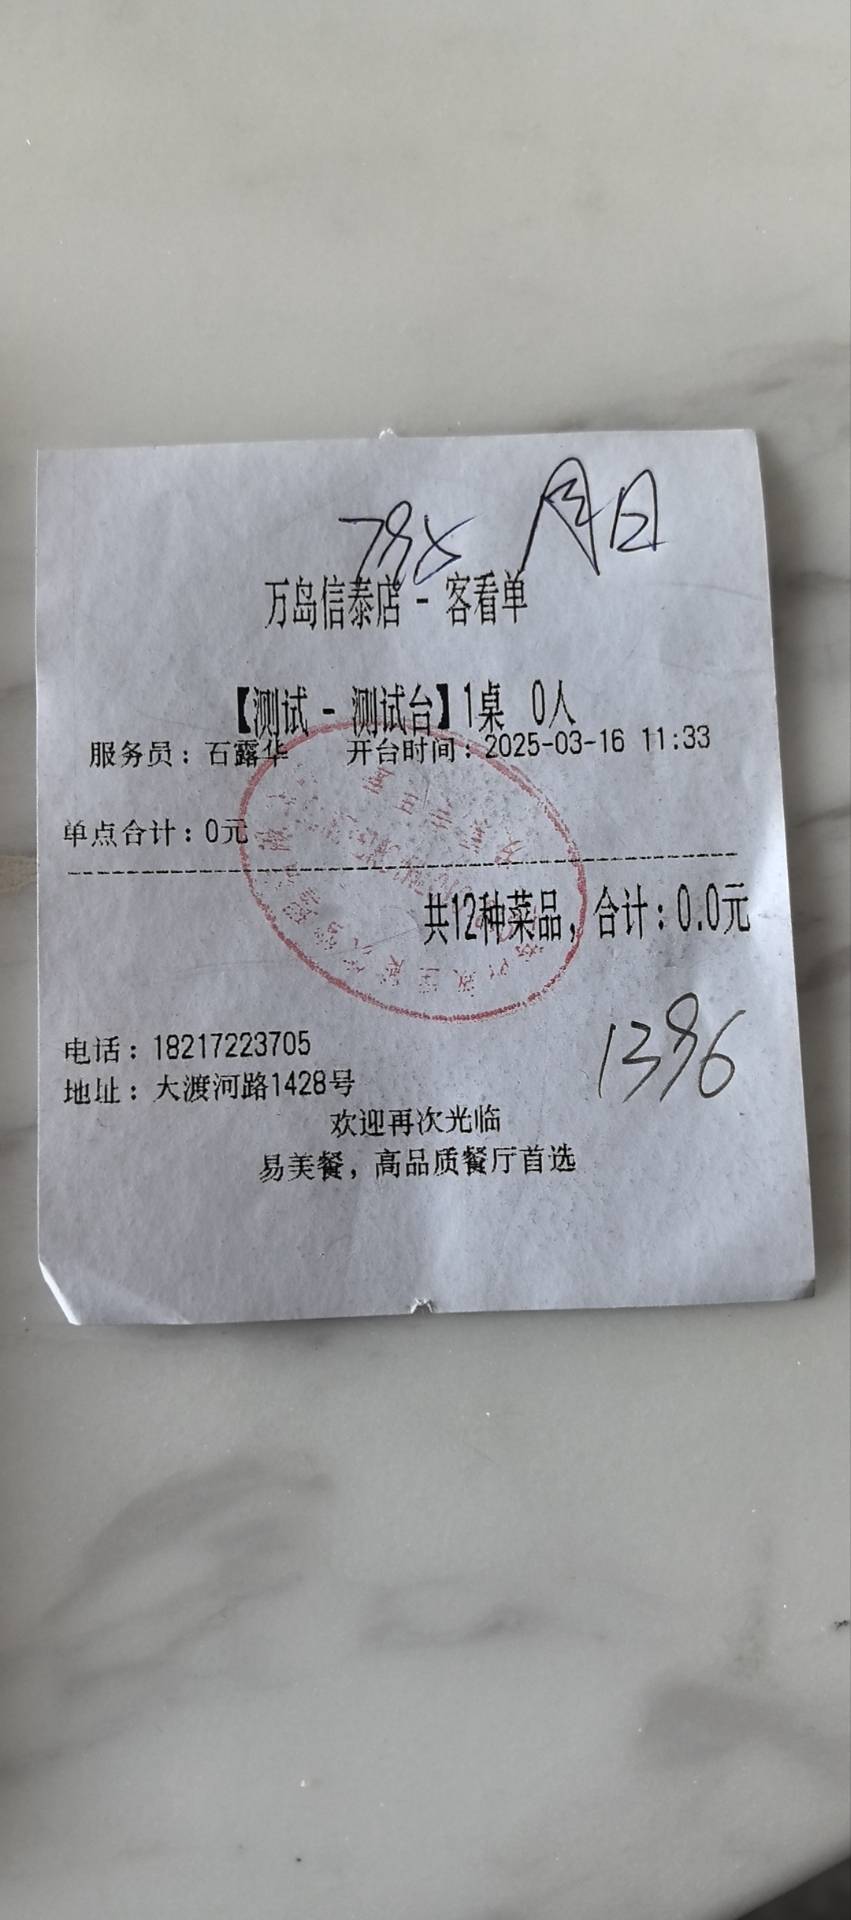 周日
万岛信泰店 - 客看单
【测试 - 测试台】1桌 0人
服务员：石露华 开台时间：2025-03-16 11:33
单点合计：0元
共12种菜品，合计：0.0元
1396
电话：18217223705
地址：大渡河路1428号
欢迎再次光临
易美餐，高品质餐厅首选